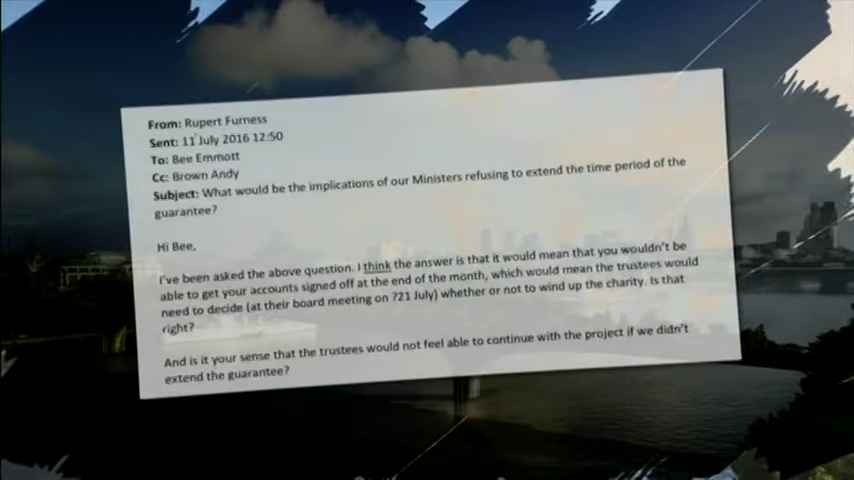 From: Rupert Furness
Sent: 11 July 2016 12:50
To: Bee Emmott
Cc: Brown Andy
Subject: What would be the implications of our Ministers refusing to extend the time period of the
guarantee?
Hi Bee,
I've been asked the above question. I think the answer is that it would mean that you wouldn't be
able to get your accounts signed off at the end of the month, which would mean the trustees would
need to decide (at their board meeting on ?21 July) whether or not to wind up the charity. Is that
right?
And is it your sense that the trustees would not feel able to continue with the project if we didn't
extend the guarantee?